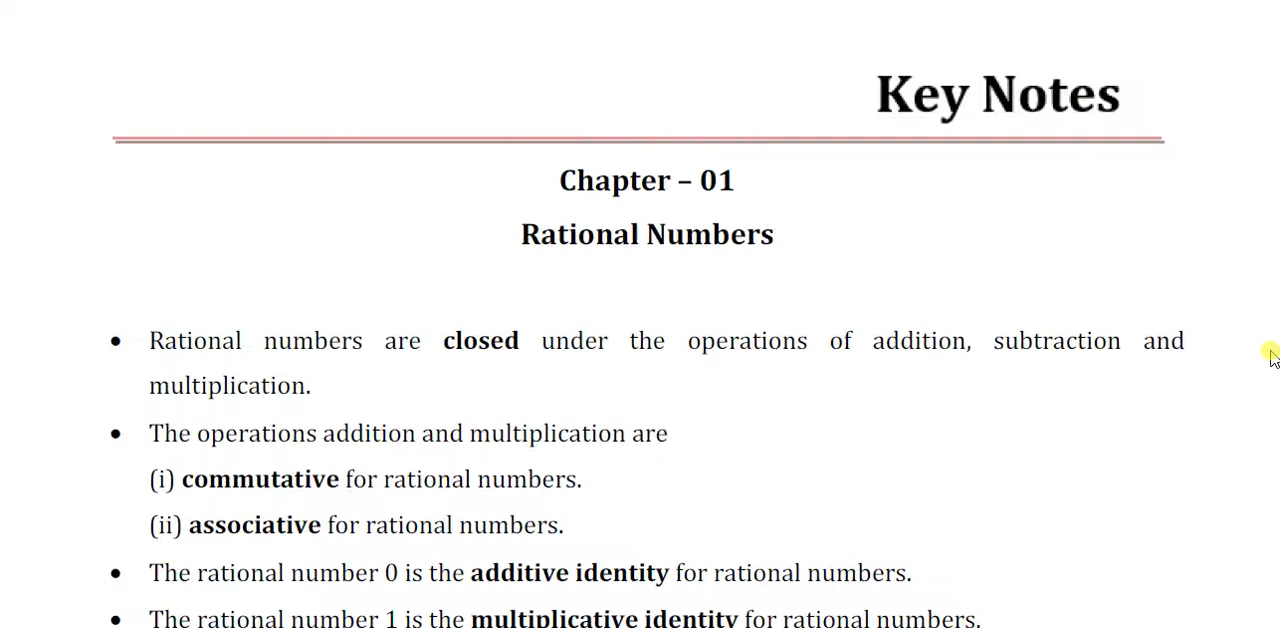 Key Notes
Chapter – 01
Rational Numbers
• Rational numbers are closed under the operations of addition, subtraction and
multiplication.
• The operations addition and multiplication are
(i) commutative for rational numbers.
(ii) associative for rational numbers.
• The rational number 0 is the additive identity for rational numbers.
• The rational number 1 is the multiplicative identity for rational numbers.